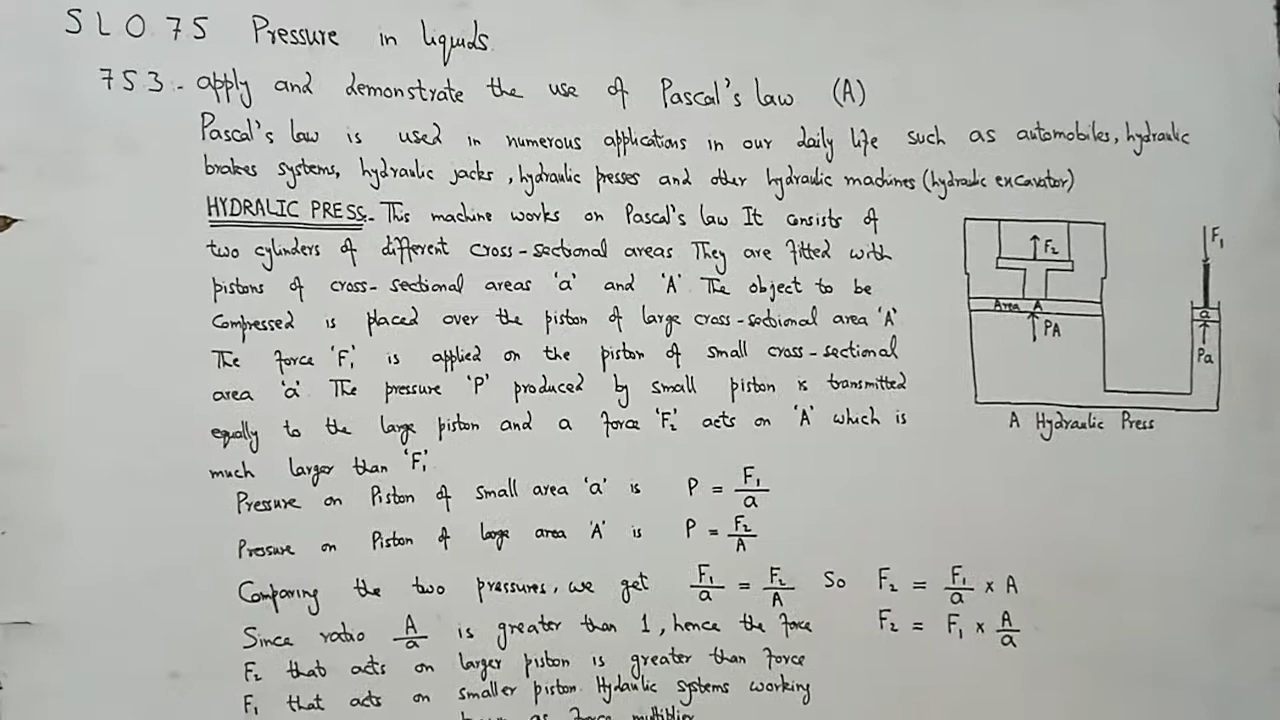 SLO 75 Pressure in liquids
753:- apply and demonstrate the use of Pascal's law (A)
Pascal's law is used in numerous applications in our daily life such as automobiles, hydraulic
brakes systems, hydraulic jacks, hydraulic presses and other hydraulic machines (hydraulic excavator)
HYDRALIC PRESS- This machine works on Pascal's law It consists of
two cylinders of different cross-sectional areas They are fitted with
pistons of cross-sectional areas 'a' and 'A' The object to be
compressed is placed over the piston of large cross-sectional area 'A'
The force 'F₁' is applied on the piston of small cross-sectional
area 'a' The pressure 'P' produced by small piston is transmitted
equally to the large piston and a force 'F₂' acts on 'A' which is
much larger than 'F₁'
F₂
Area A
PA
F₁
a
Pa
A Hydraulic Press
Pressure on Piston of small area 'a' is P = F₁/a
Pressure on Piston of large area 'A' is P = F₂/A
Comparing the two pressures, we get F₁/a = F₂/A So F₂ = F₁/a × A
Since ratio A/a is greater than 1, hence the force F₂ = F₁ × A/a
F₂ that acts on larger piston is greater than force
F₁ that acts on smaller piston Hydaulic systems working
as force multiplier